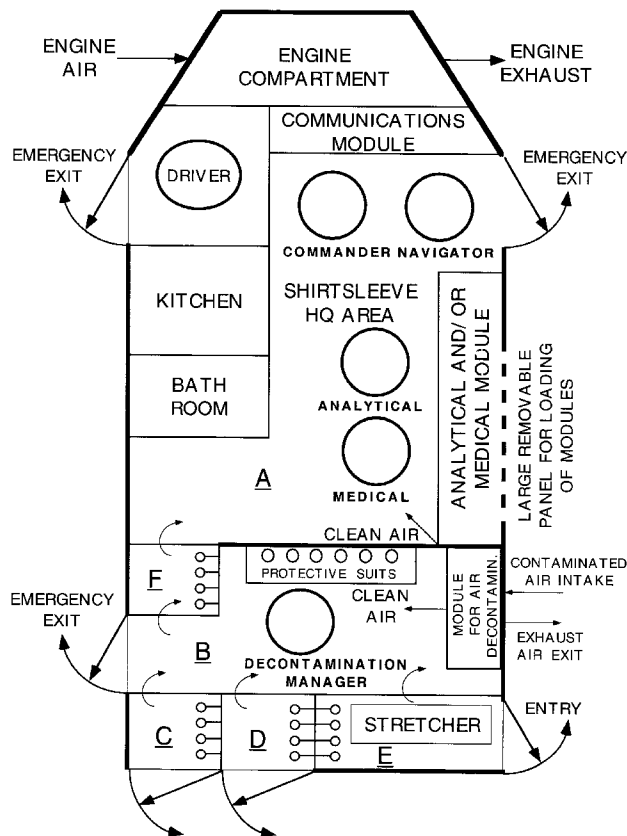 ENGINE
AIR
ENGINE
COMPARTMENT
ENGINE
EXHAUST
COMMUNICATIONS
MODULE
EMERGENCY
EXIT
DRIVER
EMERGENCY
EXIT
COMMANDER NAVIGATOR
KITCHEN
SHIRTSLEEVE
HQ AREA
BATH
ROOM
ANALYTICAL
MEDICAL
ANALYTICAL AND/ OR
MEDICAL MODULE
LARGE REMOVABLE
PANEL FOR LOADING
OF MODULES
A
CLEAN AIR
F
PROTECTIVE SUITS
CLEAN
AIR
MODULE
FOR AIR
DECONTAMIN.
CONTAMINATED
AIR INTAKE
EXHAUST
AIR EXIT
EMERGENCY
EXIT
B
DECONTAMINATION
MANAGER
C
D
STRETCHER
E
ENTRY